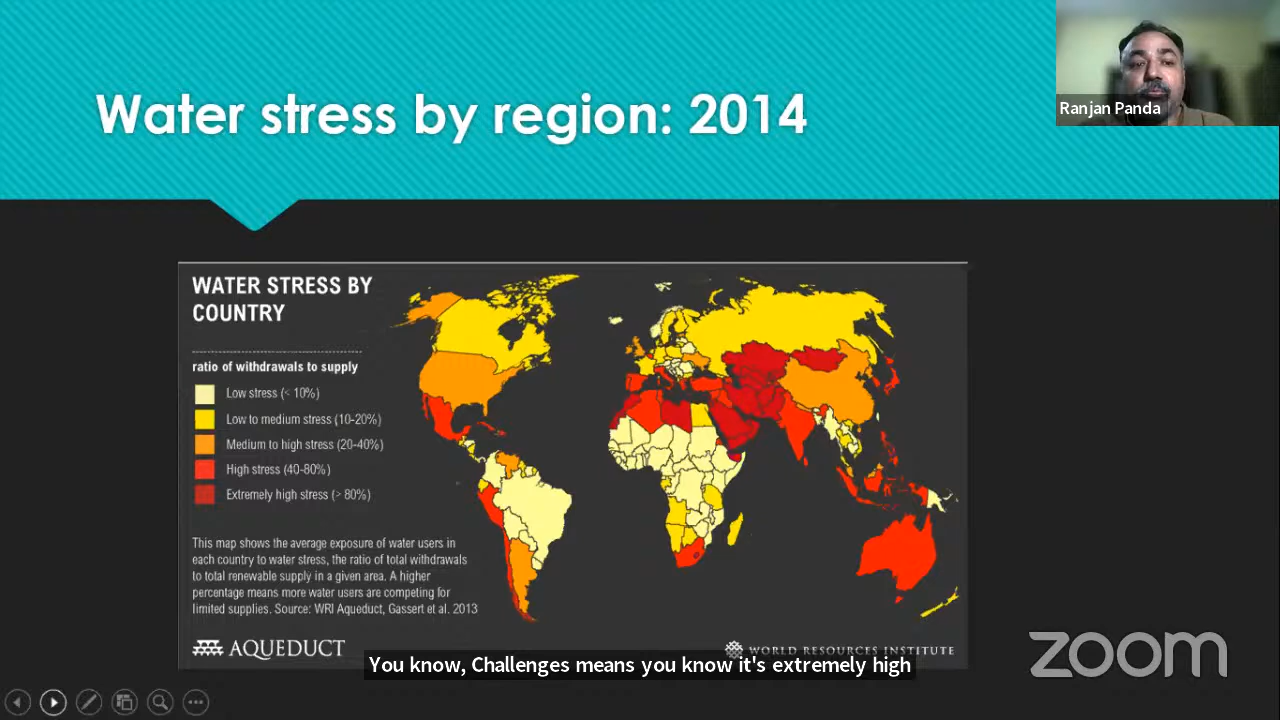 Water stress by region: 2014
Ranjan Panda
WATER STRESS BY
COUNTRY
ratio of withdrawals to supply
Low stress (< 10%)
Low to medium stress (10-20%)
Medium to high stress (20-40%)
High stress (40-80%)
Extremely high stress (> 80%)
This map shows the average exposure of water users in
each country to water stress, the ratio of total withdrawals
to total renewable supply in a given area. A higher
percentage means more water users are competing for
limited supplies. Source: WRI Aqueduct, Gassert et al. 2013
AQUEDUCT
WORLD RESOURCES INSTITUTE
zoom
You know, Challenges means you know it's extremely high